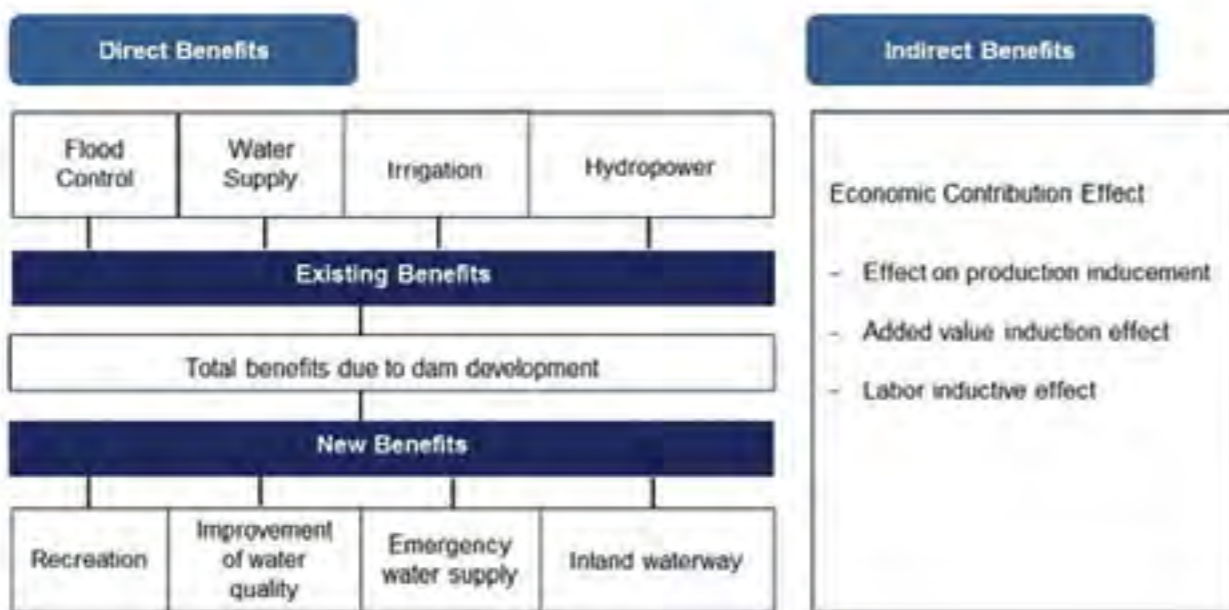 Direct Benefits
Indirect Benefits
Flood
Control
Water
Supply
Irrigation
Hydropower
Existing Benefits
Total benefits due to dam development
New Benefits
Recreation
Improvement
of water
quality
Emergency
water supply
Inland waterway
Economic Contribution Effect
- Effect on production inducement
- Added value induction effect
- Labor inductive effect